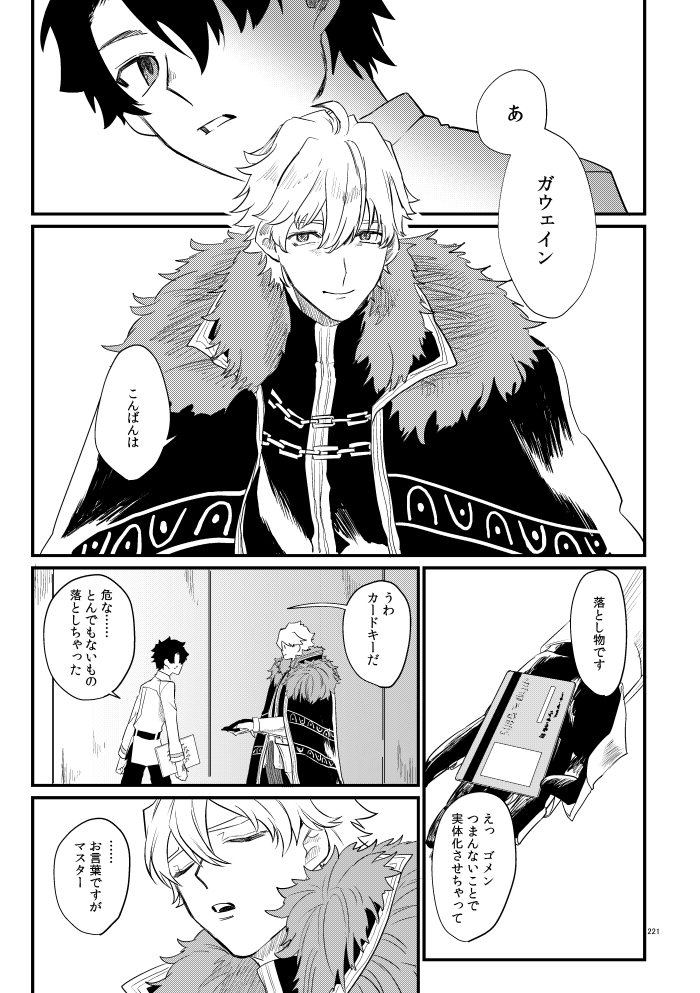 あ
ガウェイン
こんばんは
落とし物です
えっ ゴメン
つまんないことで
実体化させちゃって
うわ
カードキーだ
危な……
とんでもないもの
落としちゃった
……
お言葉ですが
マスター
221